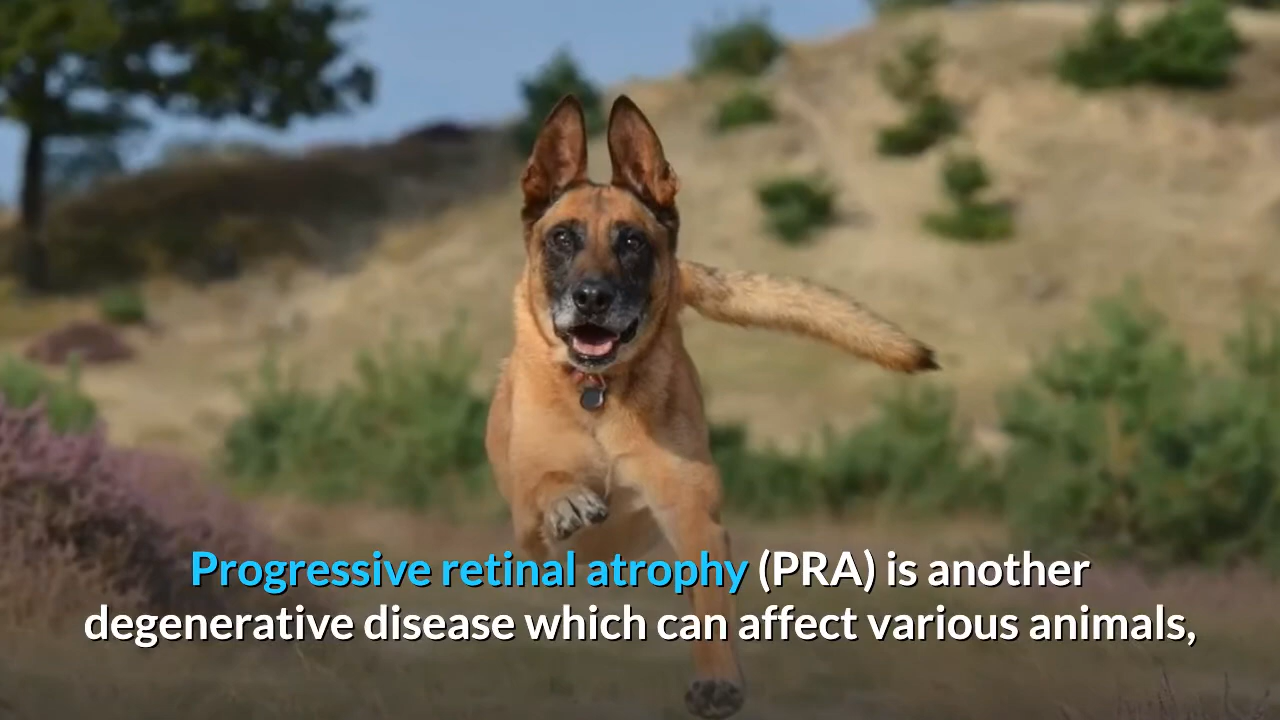 Progressive retinal atrophy (PRA) is another
degenerative disease which can affect various animals,